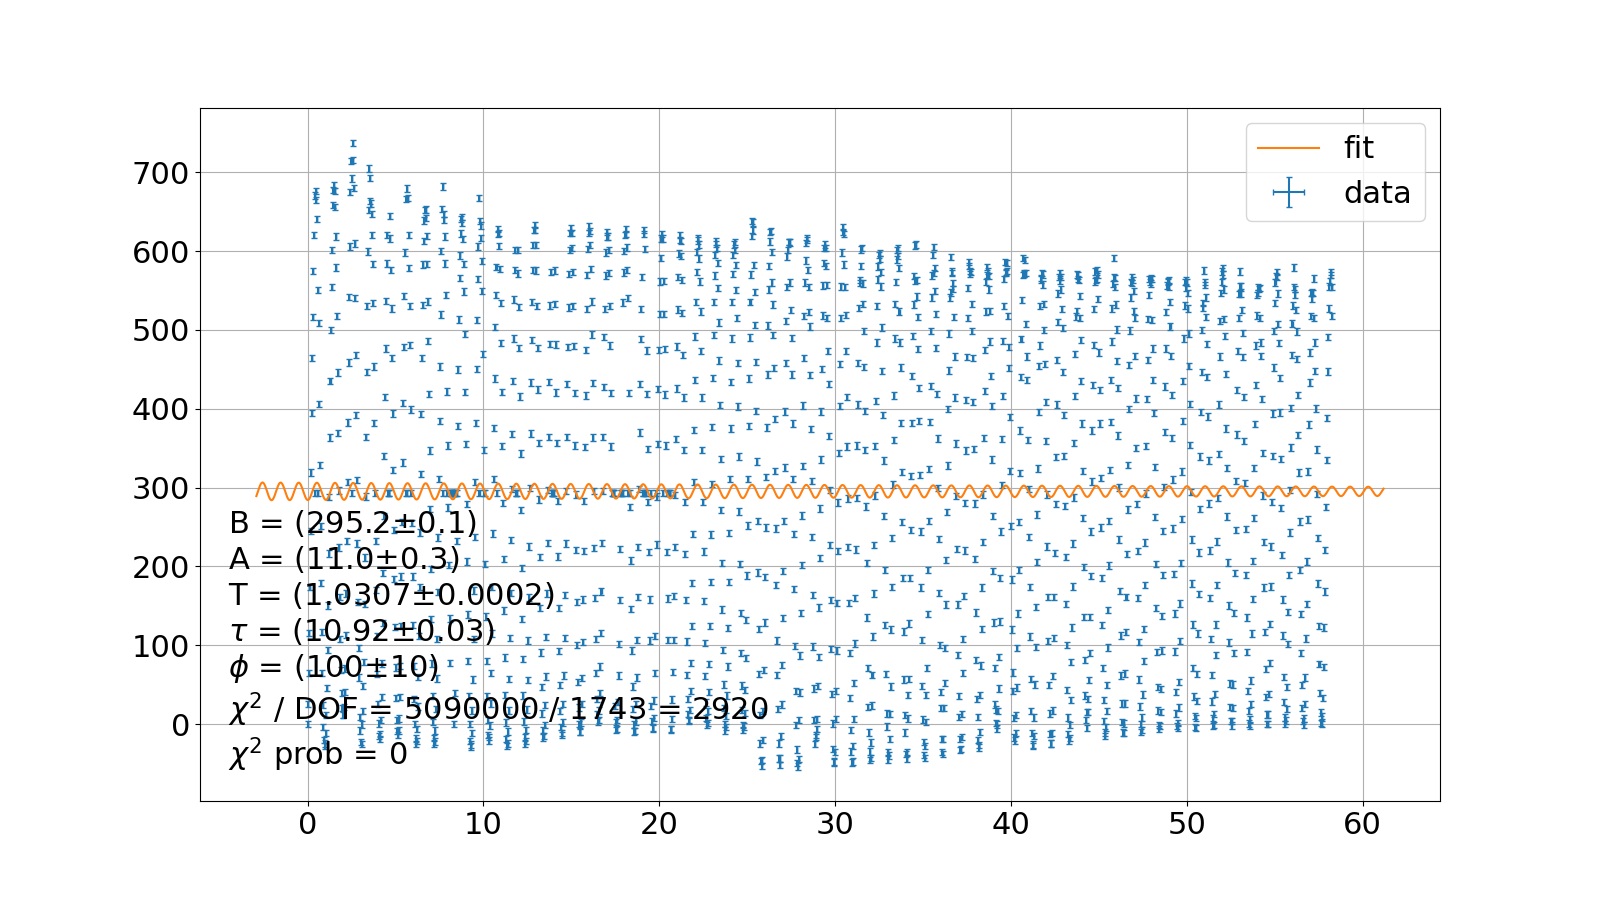 fit
data
700
600
500
400
300
200
100
0
B = (295.2±0.1)
A = (11.0±0.3)
T = (1.0307±0.0002)
τ = (10.92±0.03)
ϕ = (100±10)
χ² / DOF = 5090000 / 1743 = 2920
χ² prob = 0
0 10 20 30 40 50 60